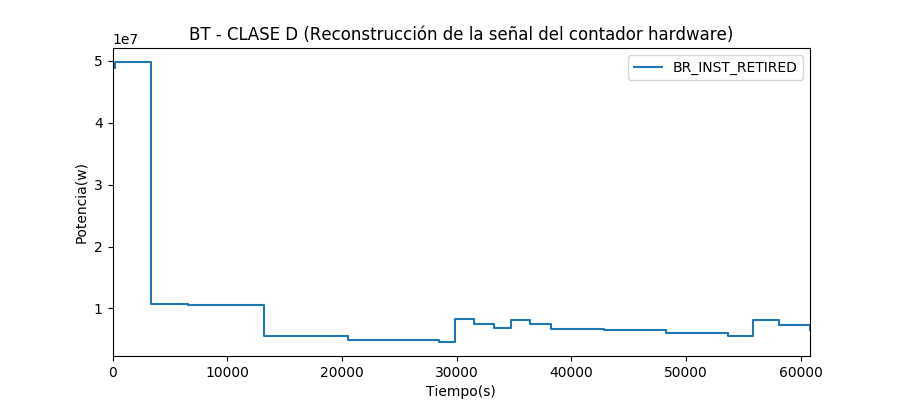 BT - CLASE D (Reconstrucción de la señal del contador hardware)
1e7
BR_INST_RETIRED
5
4
3
2
1
Potencia(w)
0 10000 20000 30000 40000 50000 60000
Tiempo(s)